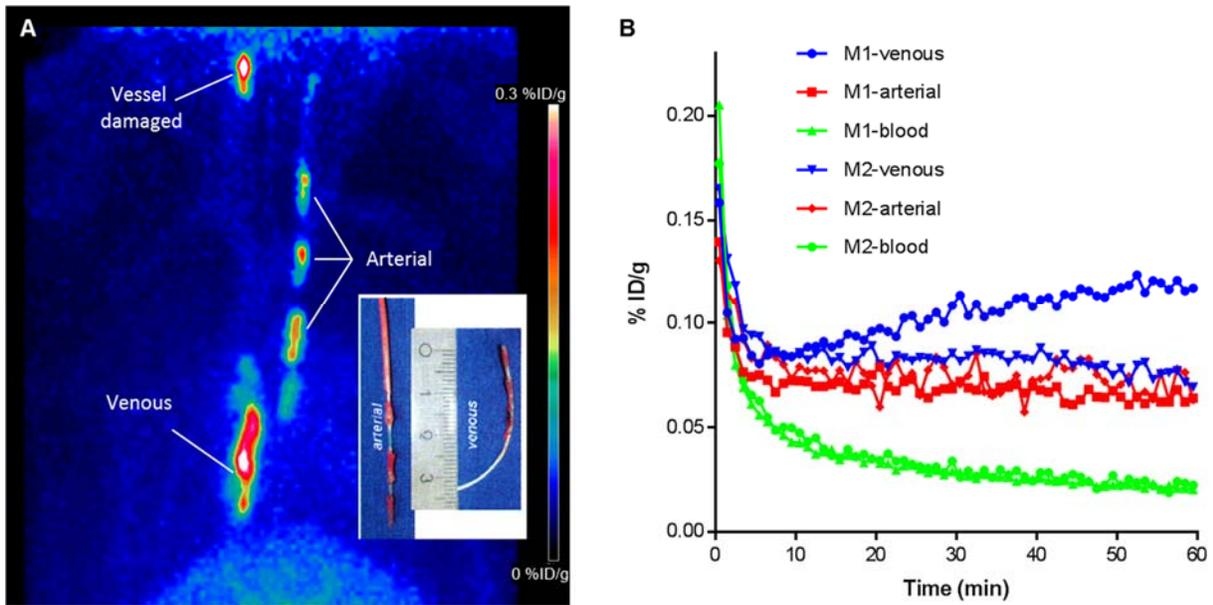 A
Vessel
damaged
0.3 %ID/g
Arterial
Venous
arterial
0
1
2
3
venous
0 %ID/g
B
M1-venous
M1-arterial
M1-blood
M2-venous
M2-arterial
M2-blood
% ID/g
0.20
0.15
0.10
0.05
0.00
0
10
20
30
40
50
60
Time (min)